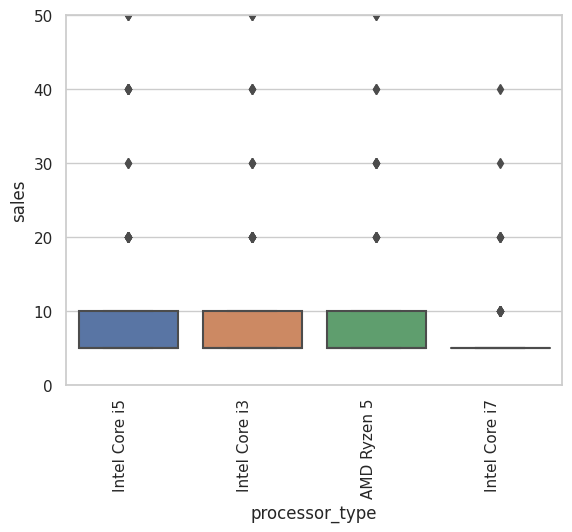 50
40
30
20
10
0
sales
Intel Core i5
Intel Core i3
AMD Ryzen 5
Intel Core i7
processor_type